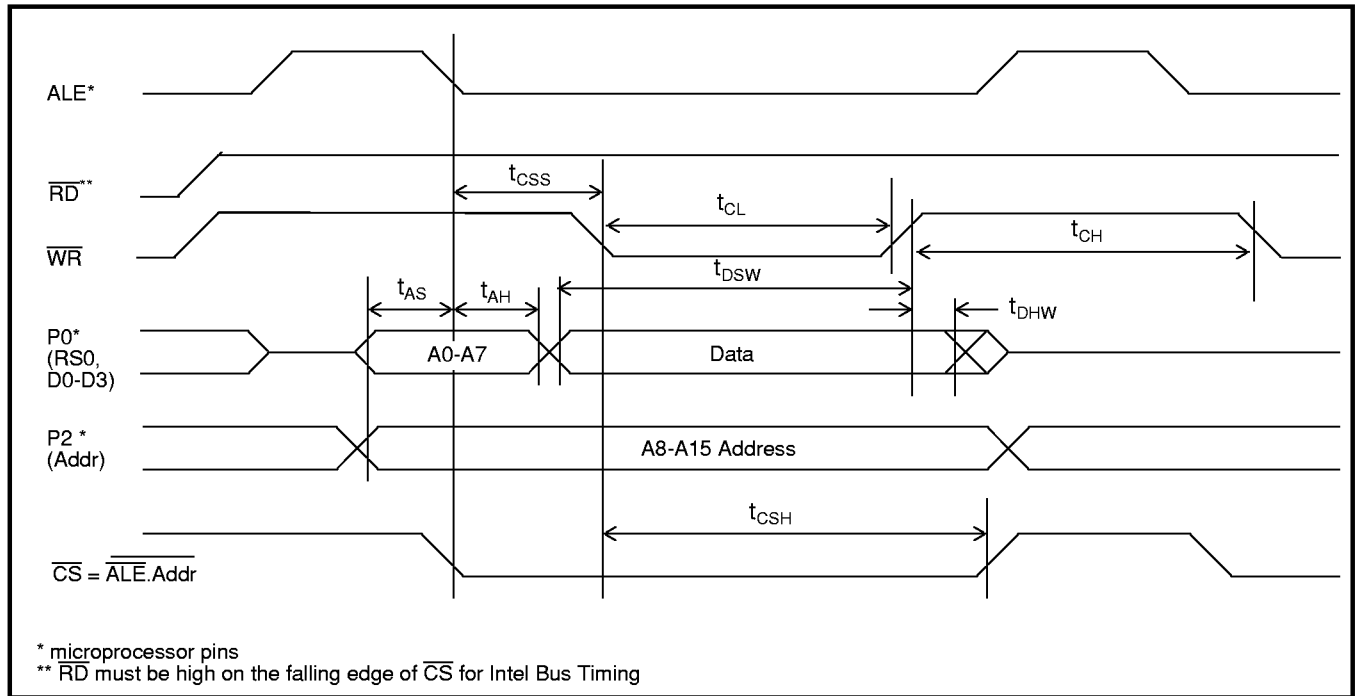 ALE*
RD**
tCSS
tCL
tCH
WR
tDSW
tAS
tAH
tDHW
P0*
(RS0,
D0-D3)
A0-A7
Data
P2 *
(Addr)
A8-A15 Address
tCSH
CS = ALE.Addr
* microprocessor pins
** RD must be high on the falling edge of CS for Intel Bus Timing